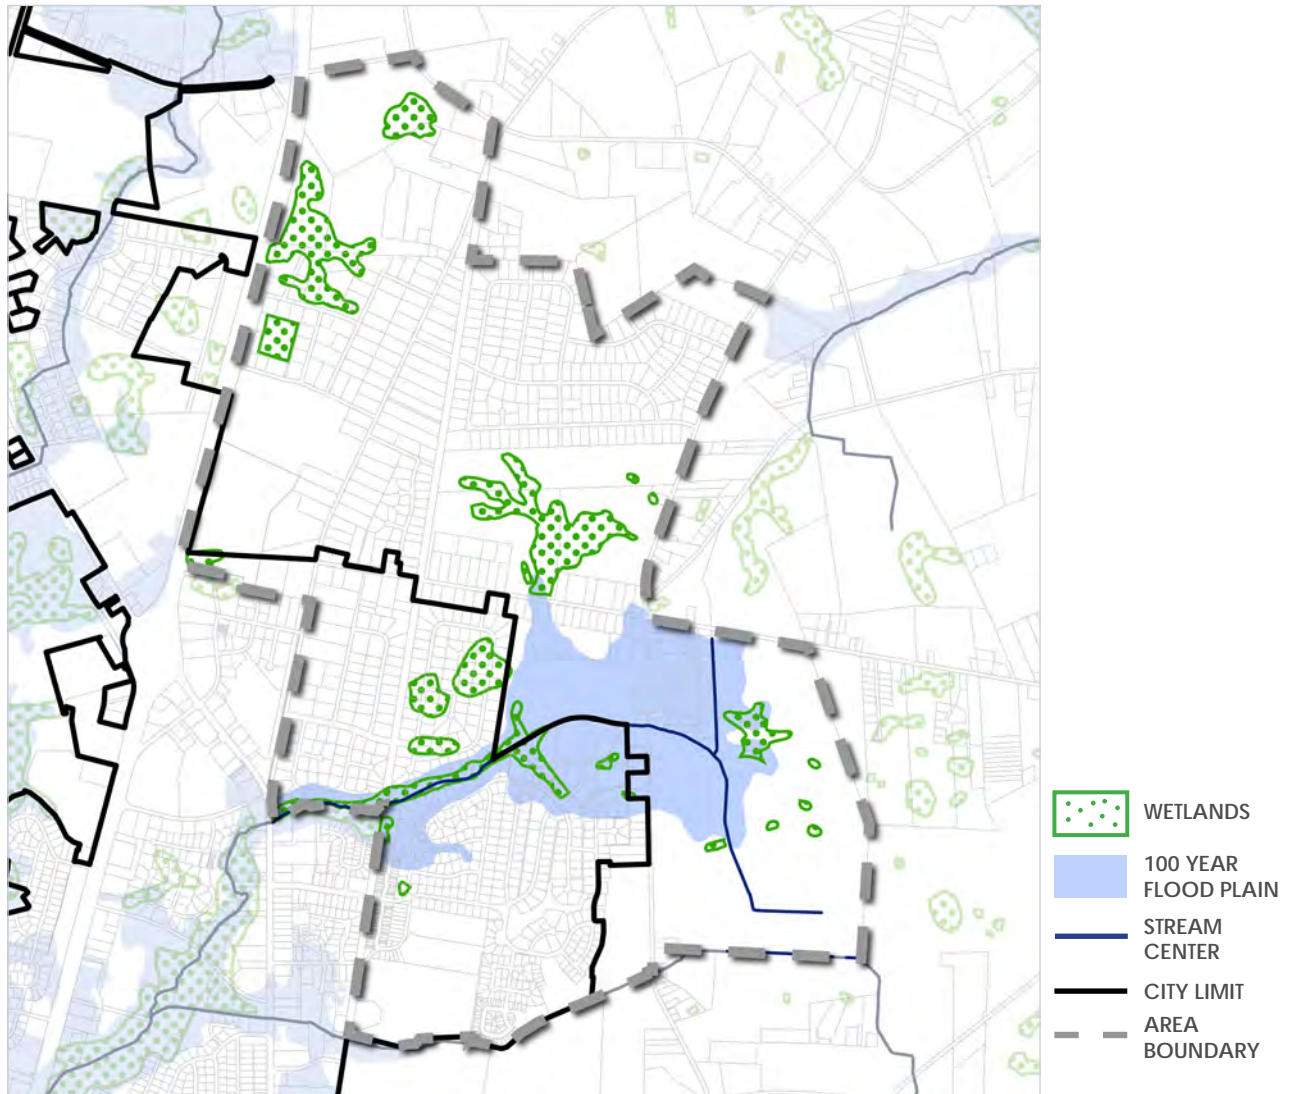 WETLANDS
100 YEAR
FLOOD PLAIN
STREAM
CENTER
CITY LIMIT
AREA
BOUNDARY